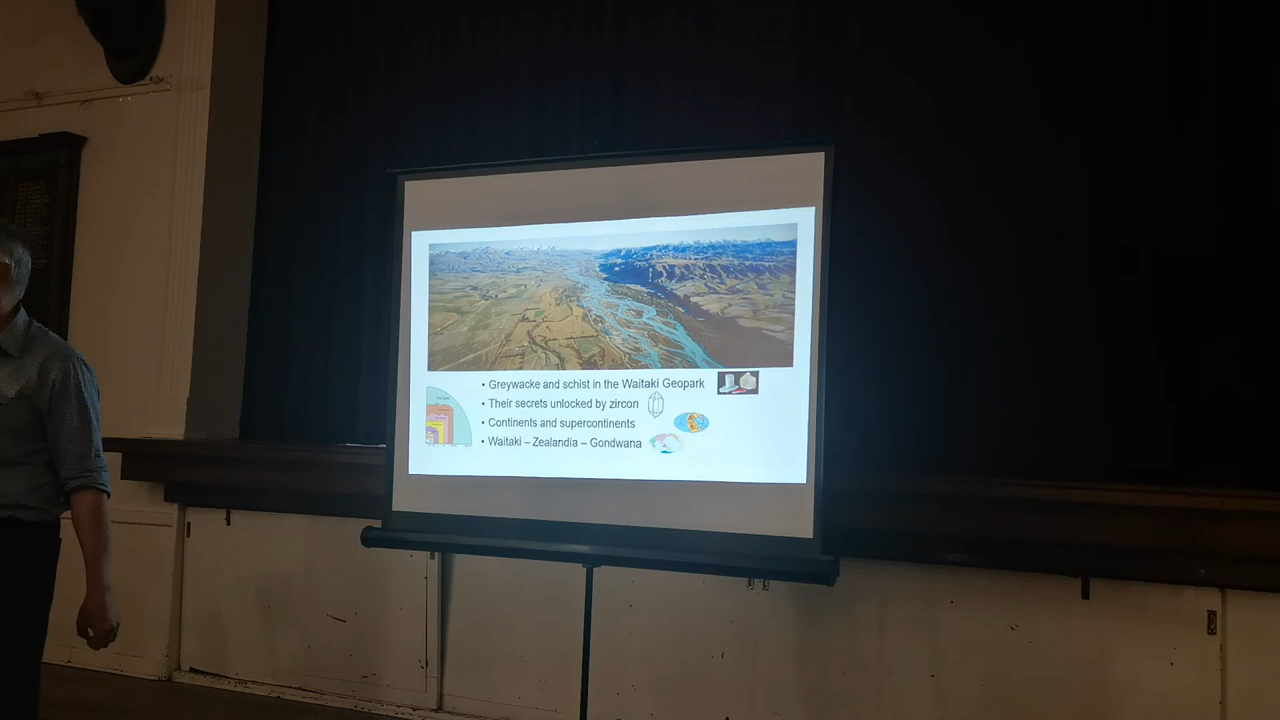 • Greywacke and schist in the Waitaki Geopark
• Their secrets unlocked by zircon
• Continents and supercontinents
• Waitaki – Zealandia – Gondwana